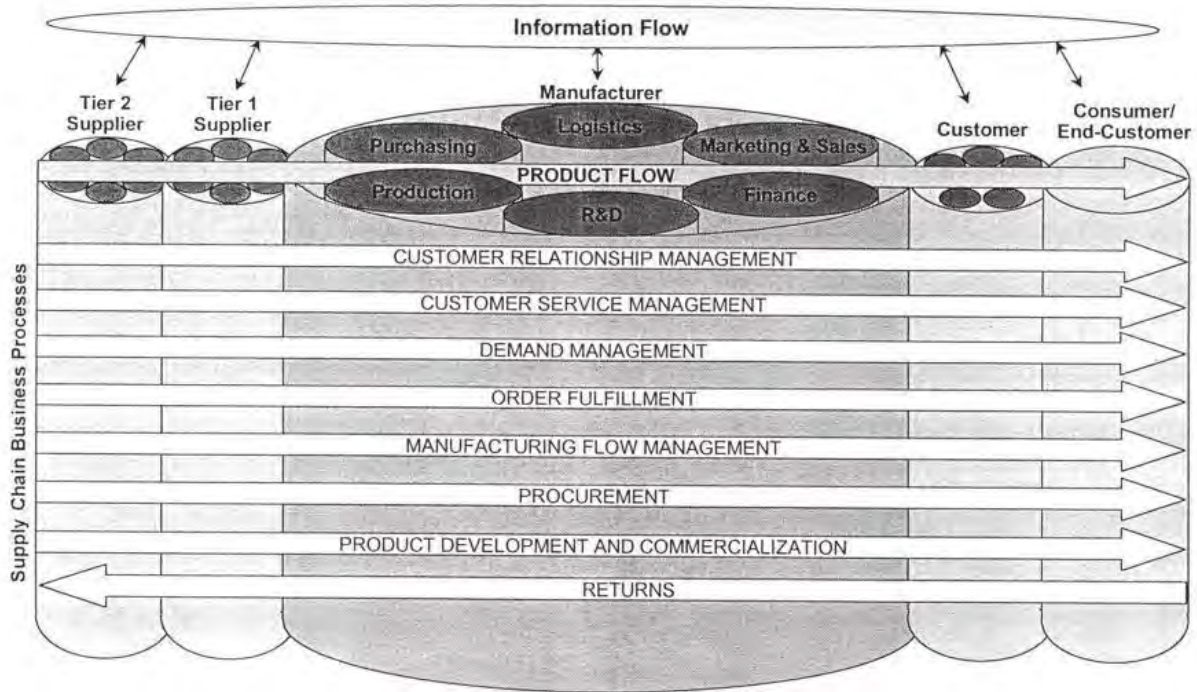 Information Flow
Tier 2
Supplier
Tier 1
Supplier
Manufacturer
Logistics
Purchasing
Marketing & Sales
Customer
Consumer/
End-Customer
PRODUCT FLOW
Production
R&D
Finance
Supply Chain Business Processes
CUSTOMER RELATIONSHIP MANAGEMENT
CUSTOMER SERVICE MANAGEMENT
DEMAND MANAGEMENT
ORDER FULFILLMENT
MANUFACTURING FLOW MANAGEMENT
PROCUREMENT
PRODUCT DEVELOPMENT AND COMMERCIALIZATION
RETURNS